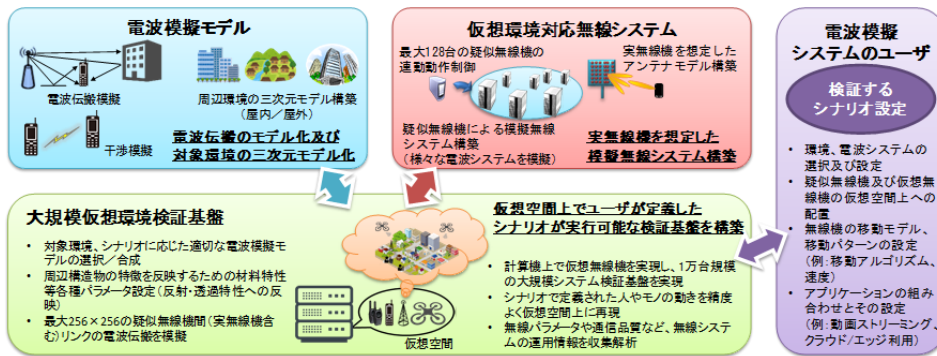 電波模擬モデル
電波伝搬模擬
周辺環境の三次元モデル構築
(屋内/屋外)
干渉模擬
電波伝搬のモデル化及び
対象環境の三次元モデル化
仮想環境対応無線システム
最大128台の疑似無線機の
連動動作制御
実無線機を想定した
アンテナモデル構築
疑似無線機による模擬無線
システム構築
(様々な電波システムを模擬)
実無線機を想定した
模擬無線システム構築
大規模仮想環境検証基盤
• 対象環境、シナリオに応じた適切な電波模擬モ
デルの選択/合成
• 周辺構造物の特徴を反映するための材料特性
等各種パラメータ設定(反射・透過特性への反
映)
• 最大256×256の疑似無線機間(実無線機含
む)リンクの電波伝搬を模擬
仮想空間
仮想空間上でユーザが定義した
シナリオが実行可能な検証基盤を構築
• 計算機上で仮想無線機を実現し、1万台規模
の大規模システム検証基盤を実現
• シナリオで定義された人やモノの動きを精度
よく仮想空間上に再現
• 無線パラメータや通信品質など、無線システ
ムの運用情報を収集解析
電波模擬
システムのユーザ
検証する
シナリオ設定
• 環境、電波システムの
選択及び設定
• 疑似無線機及び仮想無
線機の仮想空間上への
配置
• 無線機の移動モデル、
移動パターンの設定
(例:移動アルゴリズム、
速度)
• アプリケーションの組み
合わせとその設定
(例:動画ストリーミング、
クラウド/エッジ利用)